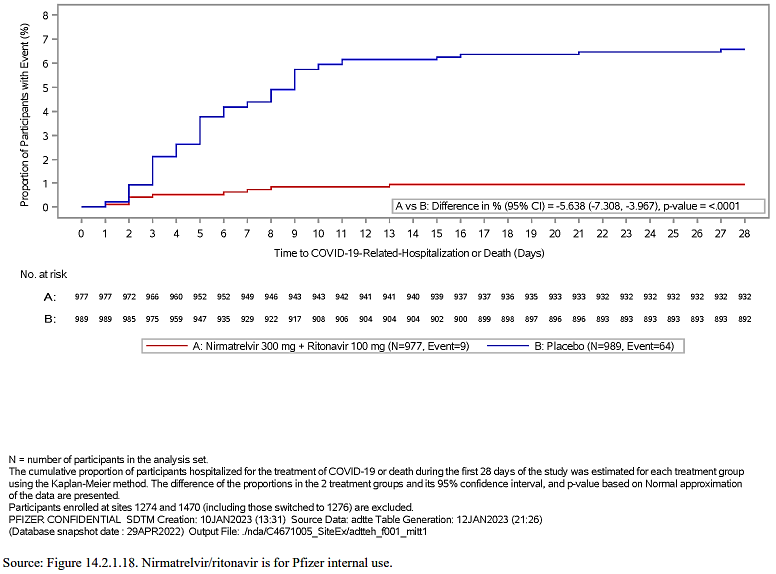 8
7
6
5
4
3
2
1
0
Proportion of Participants with Event (%)
A vs B: Difference in % (95% CI) = -5.638 (-7.308, -3.967), p-value = <.0001
0 1 2 3 4 5 6 7 8 9 10 11 12 13 14 15 16 17 18 19 20 21 22 23 24 25 26 27 28
Time to COVID-19-Related-Hospitalization or Death (Days)
No. at risk
A: 977 977 972 966 960 952 952 949 946 943 943 942 941 941 940 939 937 937 936 935 933 933 932 932 932 932 932 932 932
B: 989 989 985 975 959 947 935 929 922 917 908 906 904 904 904 902 900 899 898 897 896 896 893 893 893 893 893 893 892
A: Nirmatrelvir 300 mg + Ritonavir 100 mg (N=977, Event=9) B: Placebo (N=989, Event=64)
N = number of participants in the analysis set.
The cumulative proportion of participants hospitalized for the treatment of COVID-19 or death during the first 28 days of the study was estimated for each treatment group
using the Kaplan-Meier method. The difference of the proportions in the 2 treatment groups and its 95% confidence interval, and p-value based on Normal approximation
of the data are presented.
Participants enrolled at sites 1274 and 1470 (including those switched to 1276) are excluded.
PFIZER CONFIDENTIAL SDTM Creation: 10JAN2023 (13:31) Source Data: adtte Table Generation: 12JAN2023 (21:26)
(Database snapshot date : 29APR2022) Output File: ./nda/C4671005_SiteEx/adtteh_f001_mitt1
Source: Figure 14.2.1.18. Nirmatrelvir/ritonavir is for Pfizer internal use.